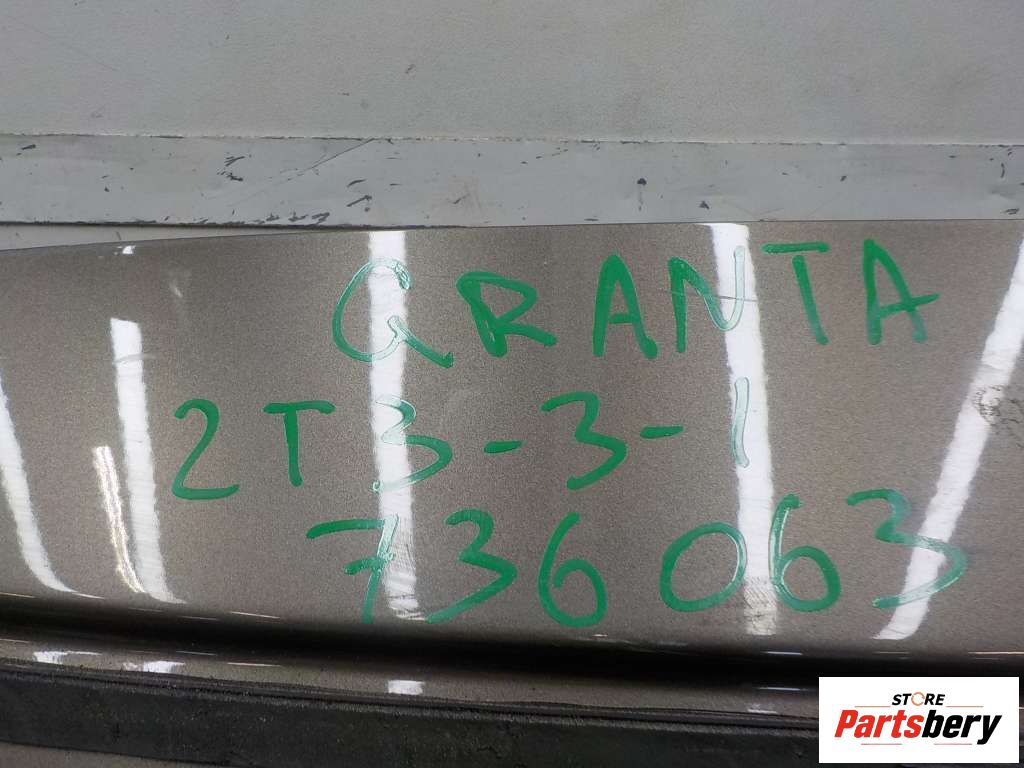 GRANTA
2T3-3-1
736063
STORE
Partsbery